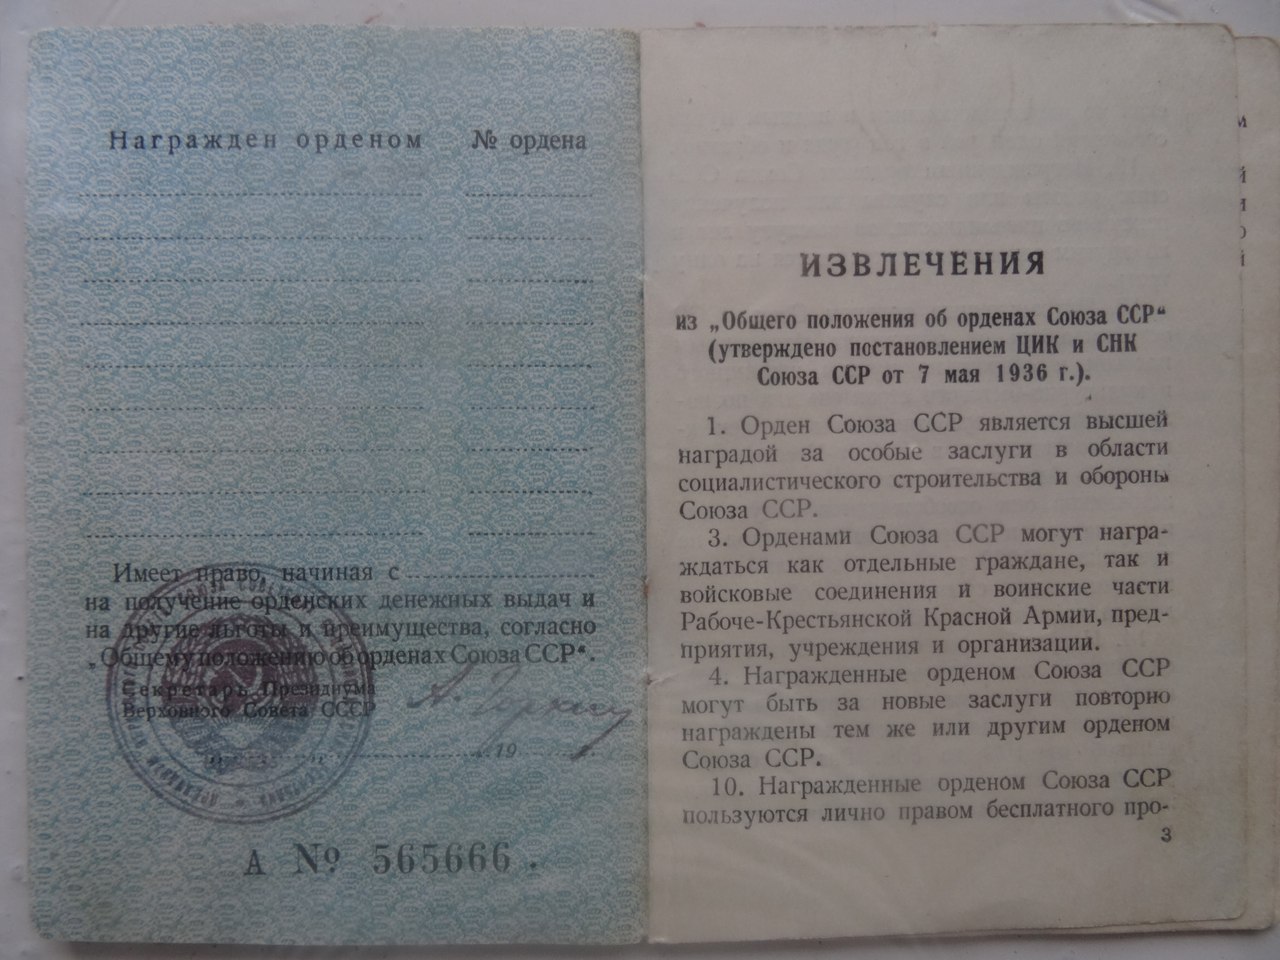 Награжден орденом № ордена
Имеет право, начиная с
на получение орденских денежных выдач и
на другие льготы и преимущества, согласно
„Общему положению об орденах Союза ССР“.
Секретарь Президиума
Верховного Совета СССР
19 г.
А № 565666.
ИЗВЛЕЧЕНИЯ
из „Общего положения об орденах Союза ССР“
(утверждено постановлением ЦИК и СНК
Союза ССР от 7 мая 1936 г.).
1. Орден Союза ССР является высшей
наградой за особые заслуги в области
социалистического строительства и обороны
Союза ССР.
3. Орденами Союза ССР могут награ-
ждаться как отдельные граждане, так и
войсковые соединения и воинские части
Рабоче-Крестьянской Красной Армии, пред-
приятия, учреждения и организации.
4. Награжденные орденом Союза ССР
могут быть за новые заслуги повторно
награждены тем же или другим орденом
Союза ССР.
10. Награжденные орденом Союза ССР
пользуются лично правом бесплатного про-
3